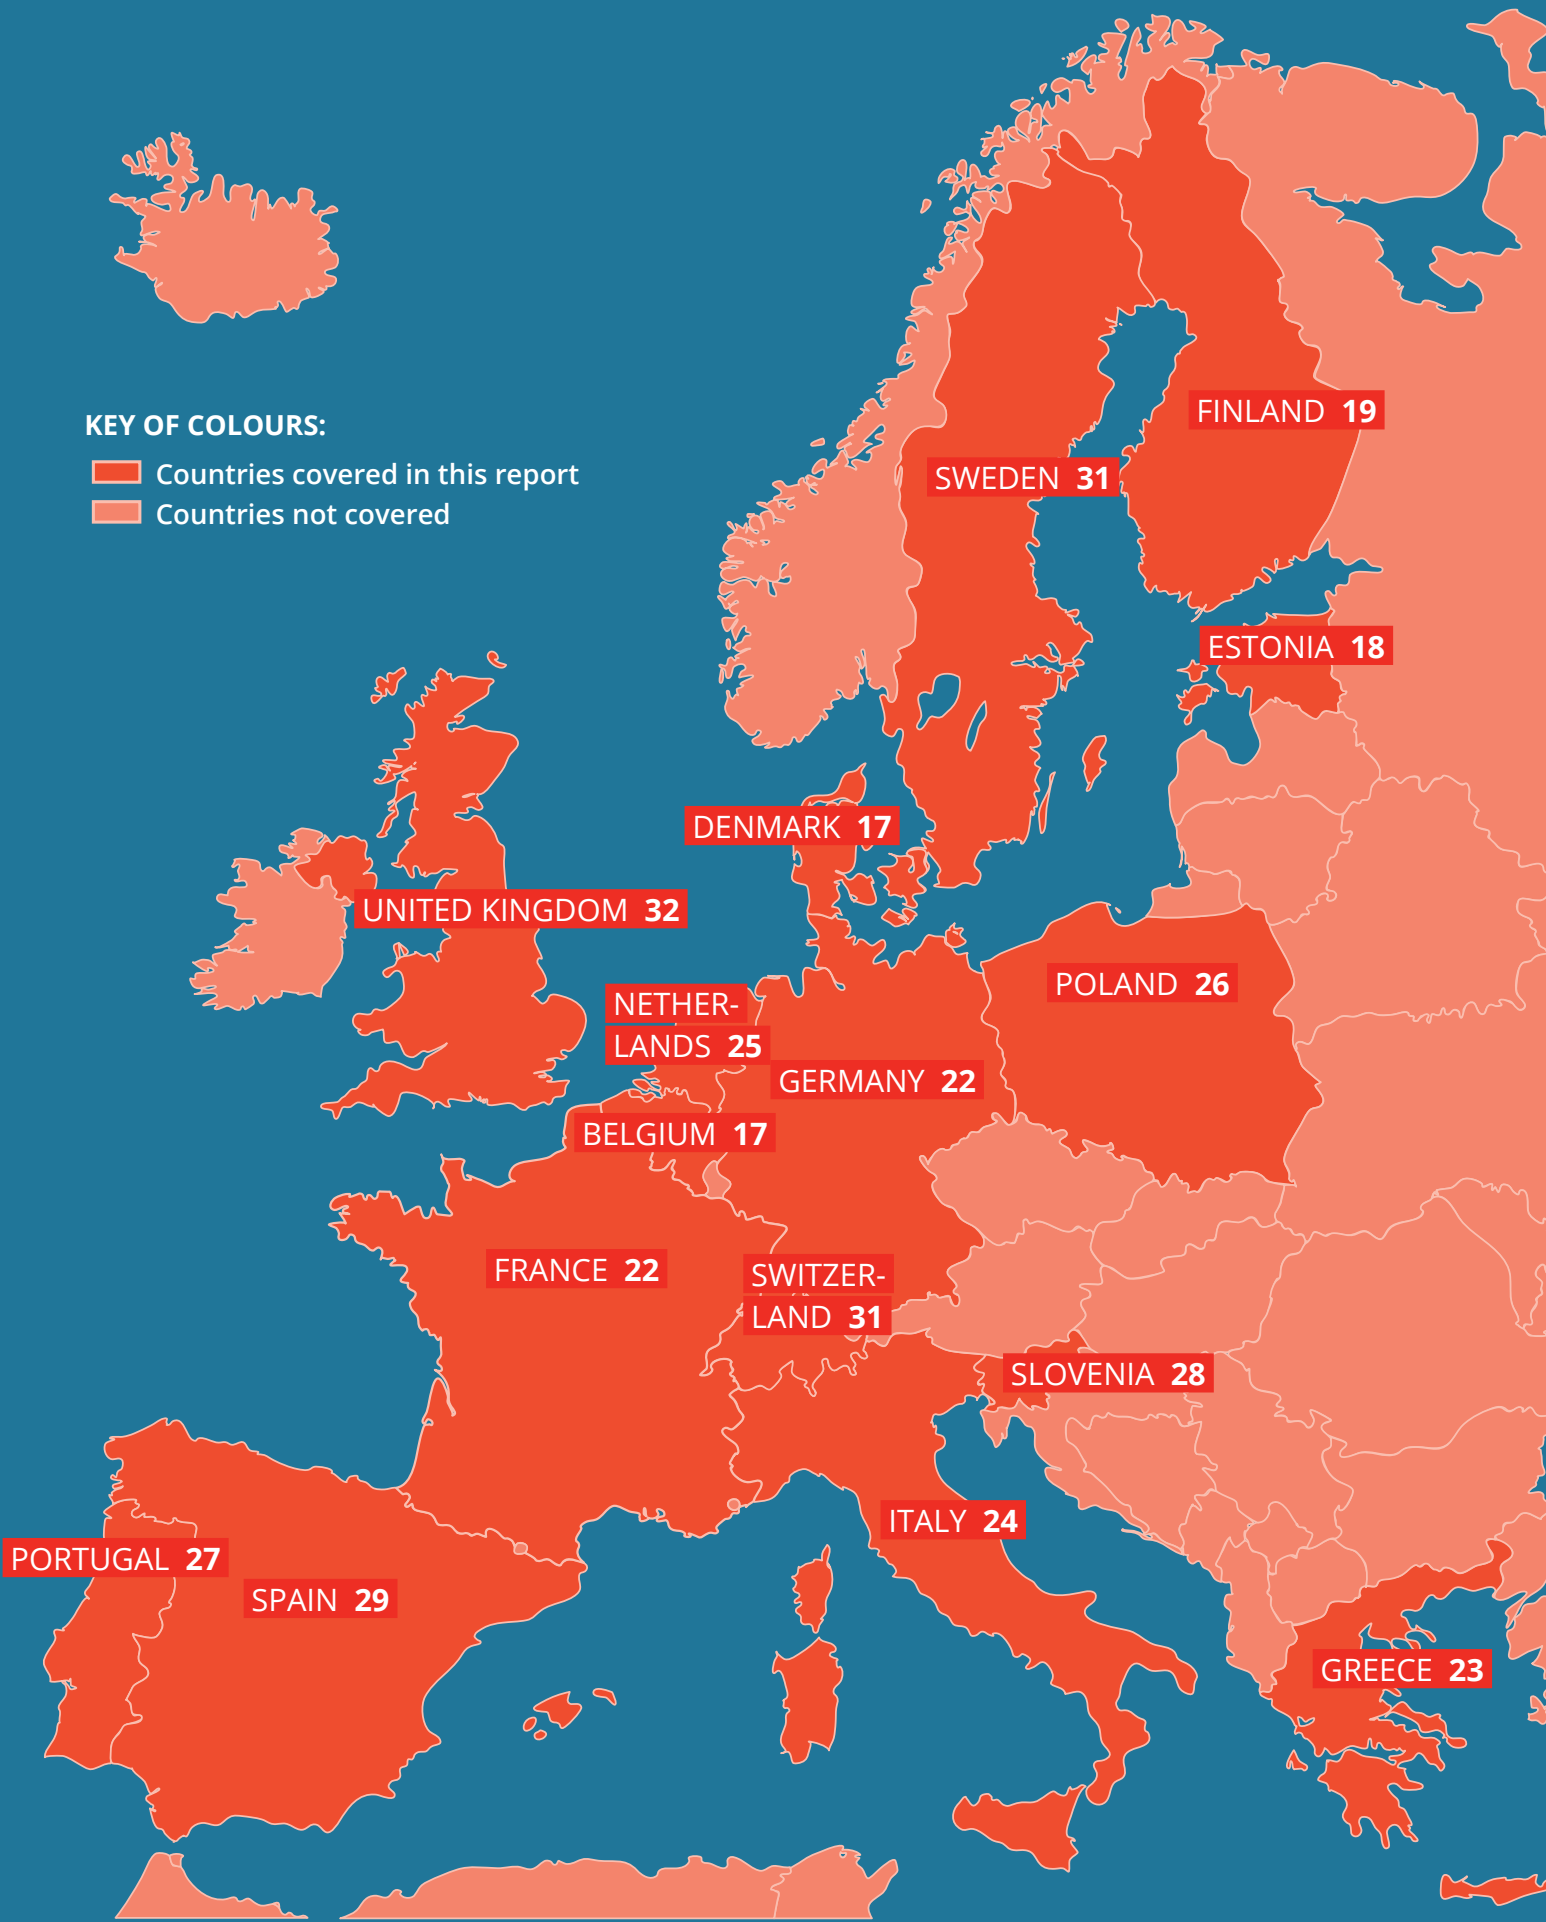 KEY OF COLOURS:
Countries covered in this report
Countries not covered
FINLAND 19
SWEDEN 31
ESTONIA 18
DENMARK 17
UNITED KINGDOM 32
POLAND 26
NETHER-
LANDS 25
GERMANY 22
BELGIUM 17
FRANCE 22
SWITZER-
LAND 31
SLOVENIA 28
ITALY 24
PORTUGAL 27
SPAIN 29
GREECE 23